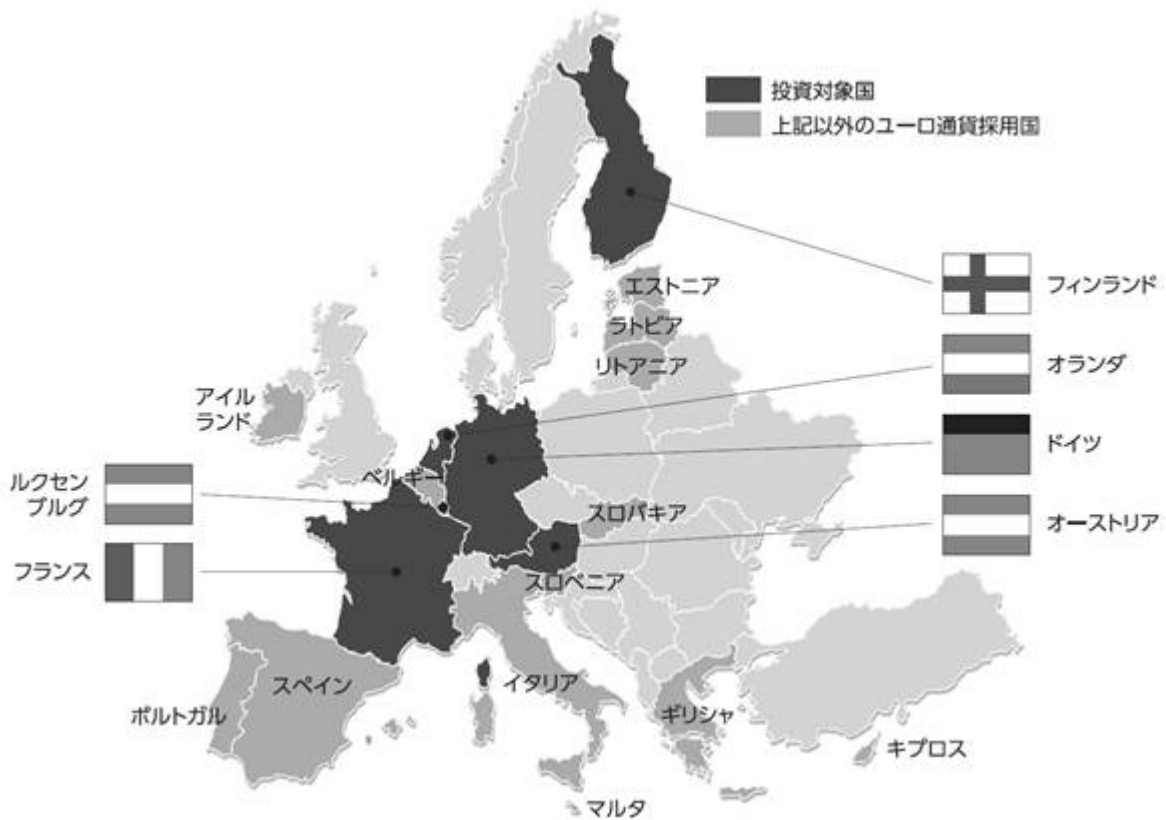 投資対象国
上記以外のユーロ通貨採用国
フィンランド
エストニア
ラトビア
リトアニア
オランダ
アイル
ランド
ドイツ
ベルギー
ルクセン
ブルグ
スロバキア
オーストリア
フランス
スロベニア
スペイン
イタリア
ポルトガル
ギリシャ
キプロス
マルタ